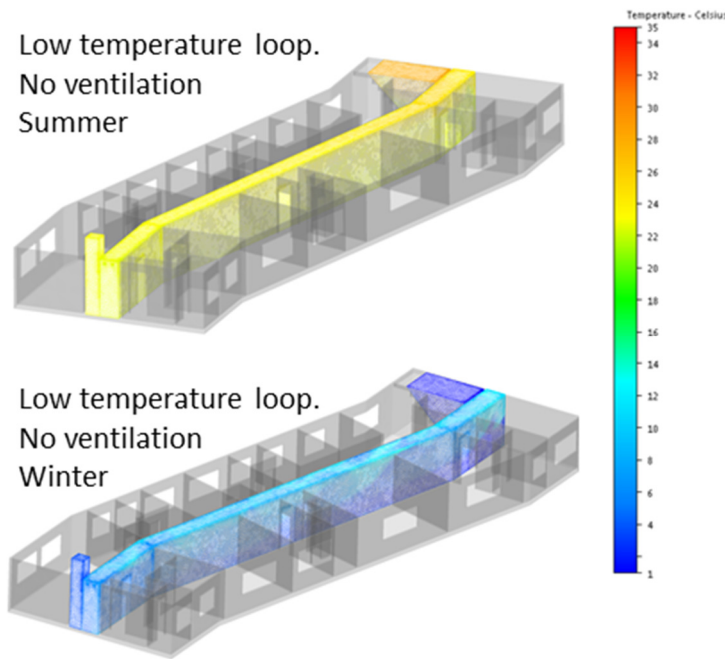 Temperature - Celsius
Low temperature loop.
No ventilation
Summer
35
34
32
30
28
26
24
22
20
18
16
14
12
10
8
6
4
1
Low temperature loop.
No ventilation
Winter